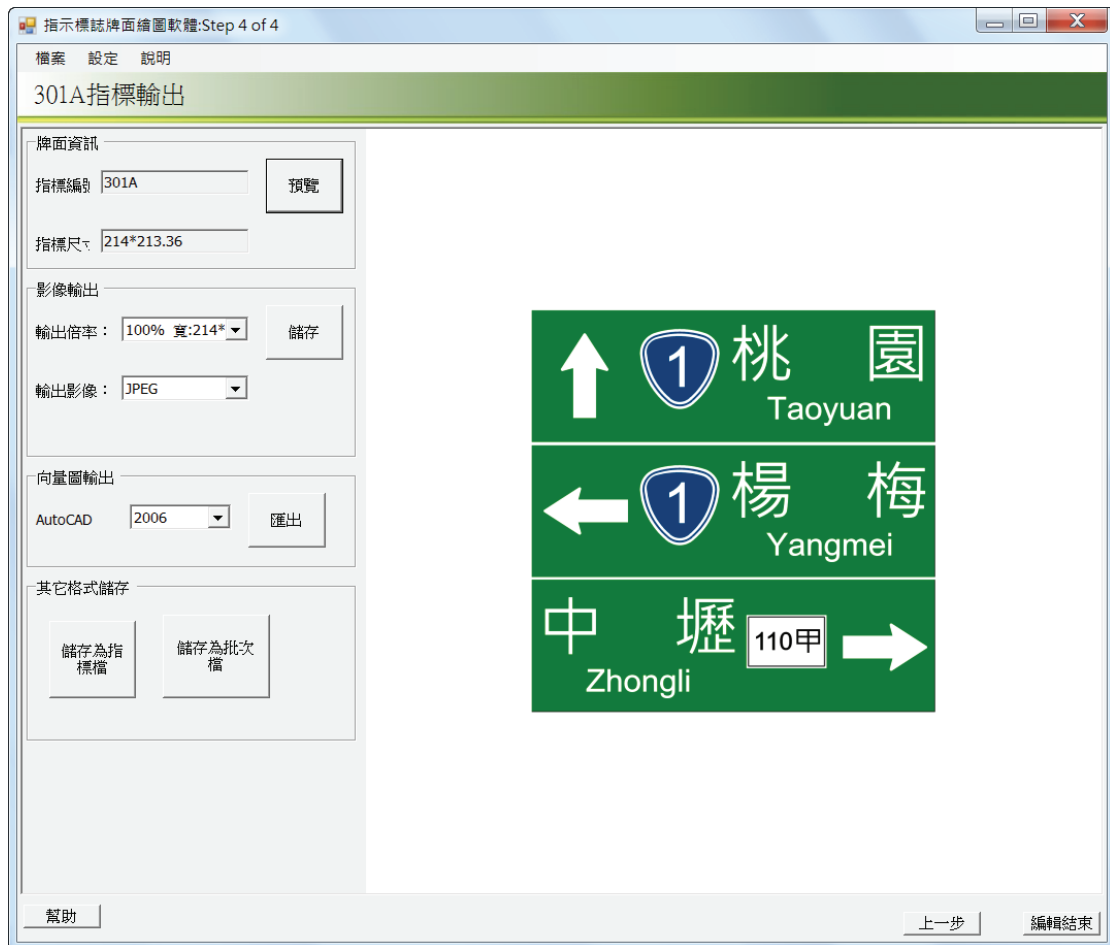 指示標誌牌面繪圖軟體:Step 4 of 4
檔案 設定 說明
301A指標輸出
牌面資訊
指標編號 301A
預覽
指標尺寸 214*213.36
影像輸出
輸出倍率： 100% 寬:214*
儲存
輸出影像： JPEG
向量圖輸出
AutoCAD 2006
匯出
其它格式儲存
儲存為指
標檔
儲存為批次
檔
1 桃 園
Taoyuan
1 楊 梅
Yangmei
中 壢 110甲
Zhongli
幫助
上一步
編輯結束